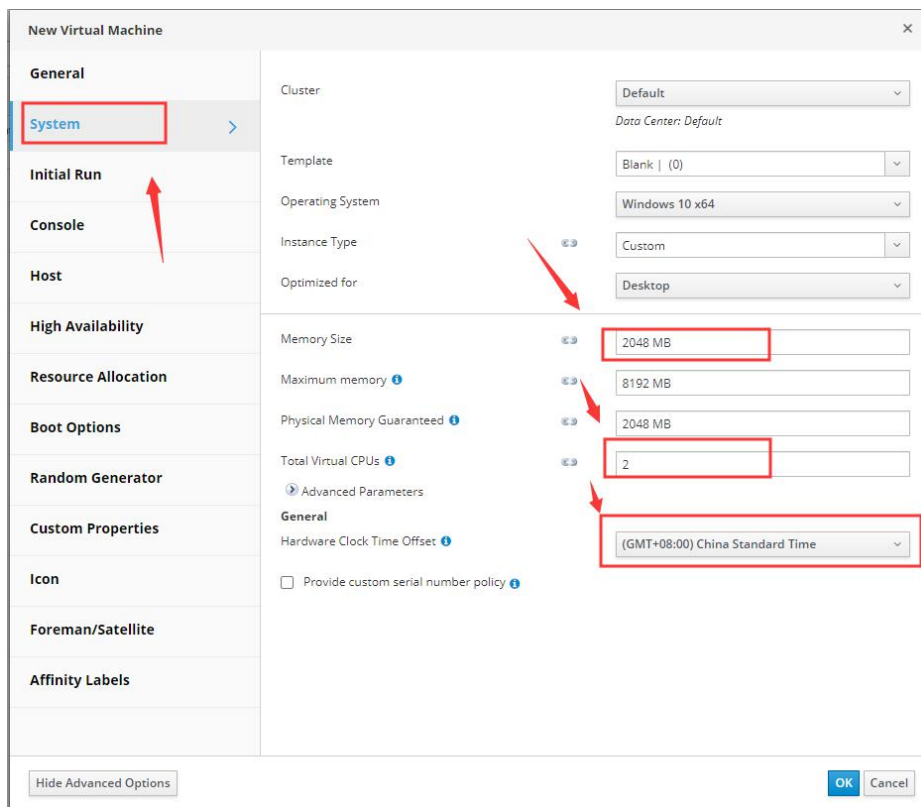 New Virtual Machine
General
System
Initial Run
Console
Host
High Availability
Resource Allocation
Boot Options
Random Generator
Custom Properties
Icon
Foreman/Satellite
Affinity Labels
Cluster
Default
Data Center: Default
Template
Blank | (0)
Operating System
Windows 10 x64
Instance Type
Custom
Optimized for
Desktop
Memory Size
2048 MB
Maximum memory
8192 MB
Physical Memory Guaranteed
2048 MB
Total Virtual CPUs
2
Advanced Parameters
General
Hardware Clock Time Offset
(GMT+08:00) China Standard Time
Provide custom serial number policy
Hide Advanced Options
OK
Cancel